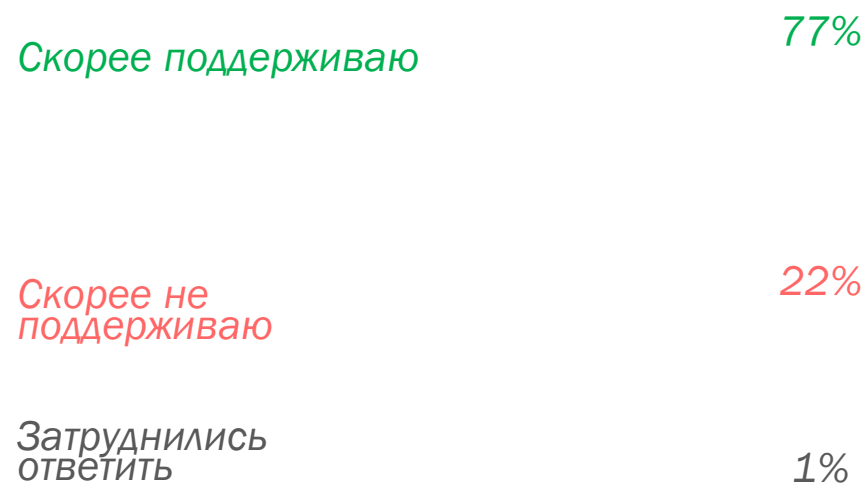 Скорее поддерживаю 77%
Скорее не 22%
поддерживаю
Затруднились
ответить 1%